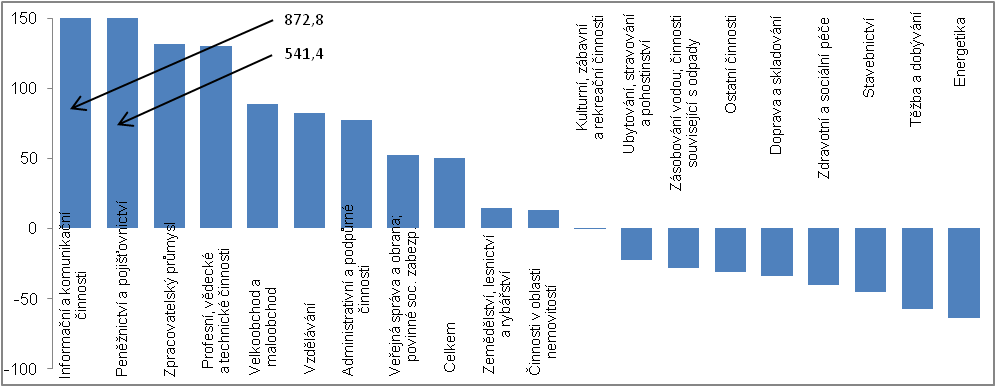 150
100
50
0
-50
-100
872,8
541,4
Informační a komunikační
činnosti
Peněžnictví a pojišťovnictví
Zpracovatelský průmysl
Profesní, vědecké
a technické činnosti
Velkoobchod a
maloobchod
Vzdělávání
Administrativní a podpůrné
činnosti
Veřejná správa a obrana;
povinné soc. zabezp.
Celkem
Zemědělství, lesnictví
a rybářství
Činnosti v oblasti
nemovitostí
Kulturní, zábavní
a rekreační činnosti
Ubytování, stravování
a pohostinství
Zásobování vodou; činnosti
související s odpady
Ostatní činnosti
Doprava a skladování
Zdravotní a sociální péče
Stavebnictví
Těžba a dobývání
Energetika